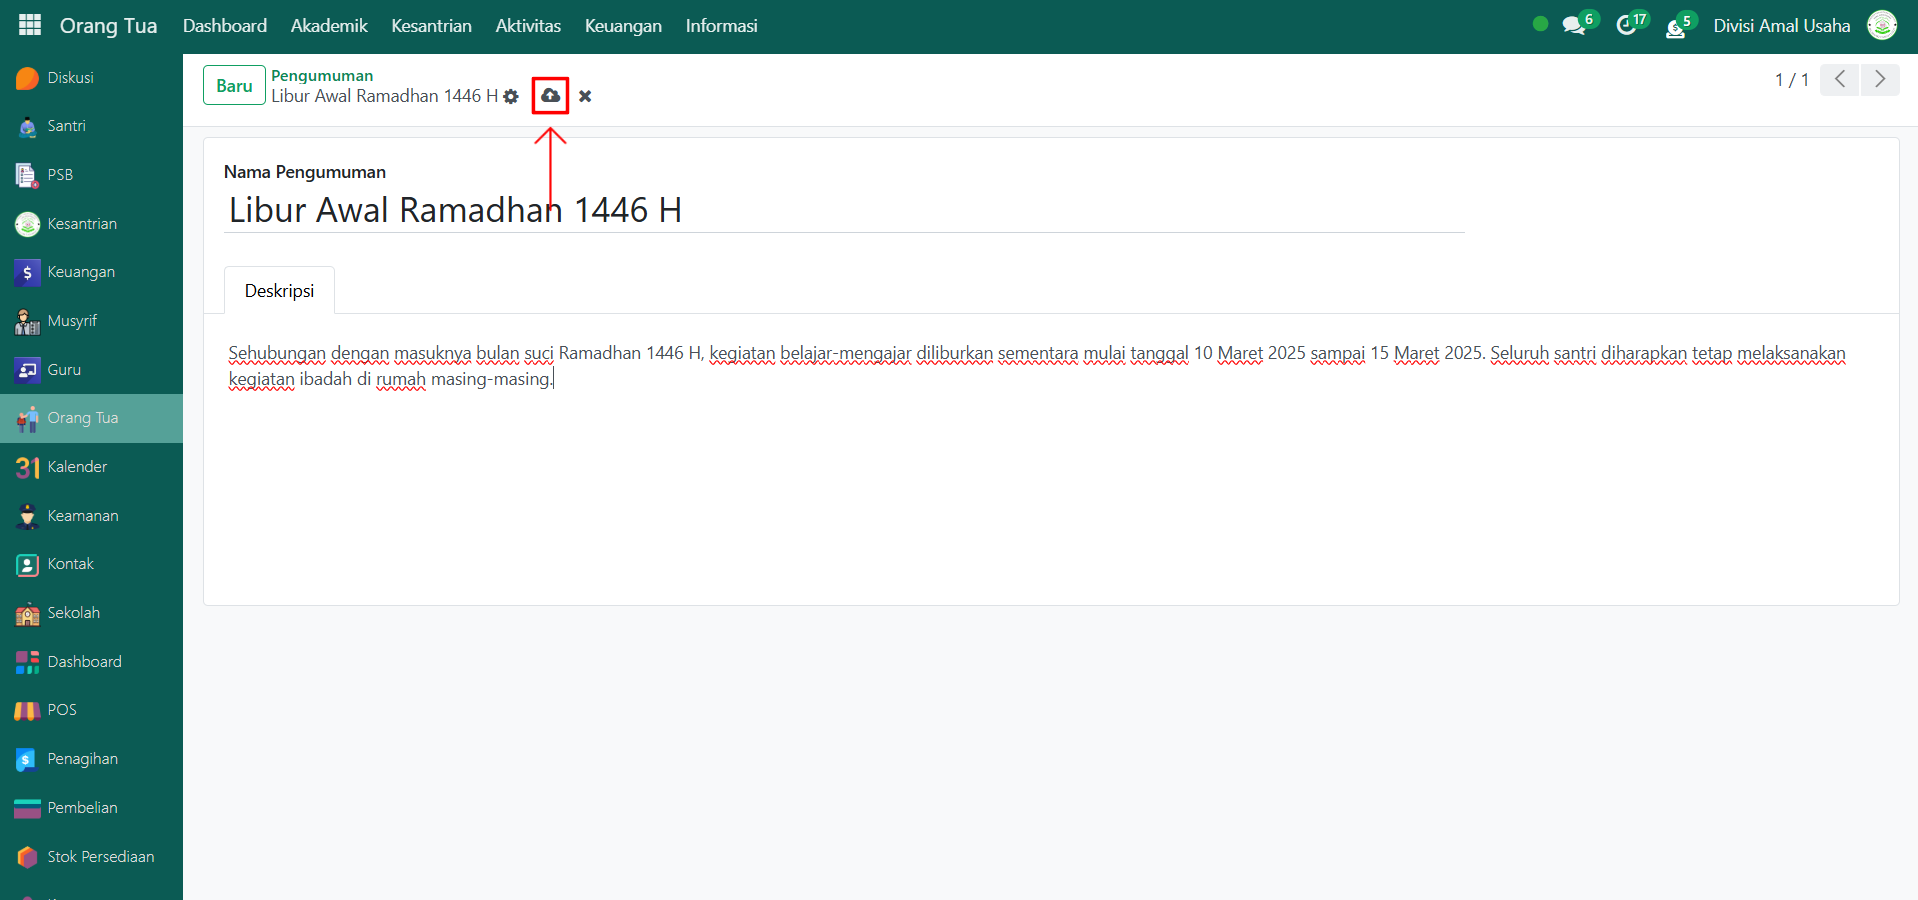 Orang Tua Dashboard Akademik Kesantrian Aktivitas Keuangan Informasi 6 17 5 Divisi Amal Usaha
Diskusi
Santri
PSB
Kesantrian
Keuangan
Musyrif
Guru
Orang Tua
31 Kalender
Keamanan
Kontak
Sekolah
Dashboard
POS
Penagihan
Pembelian
Stok Persediaan
Baru
Pengumuman
Libur Awal Ramadhan 1446 H
1 / 1
Nama Pengumuman
Libur Awal Ramadhan 1446 H
Deskripsi
Sehubungan dengan masuknya bulan suci Ramadhan 1446 H, kegiatan belajar-mengajar diliburkan sementara mulai tanggal 10 Maret 2025 sampai 15 Maret 2025. Seluruh santri diharapkan tetap melaksanakan
kegiatan ibadah di rumah masing-masing.